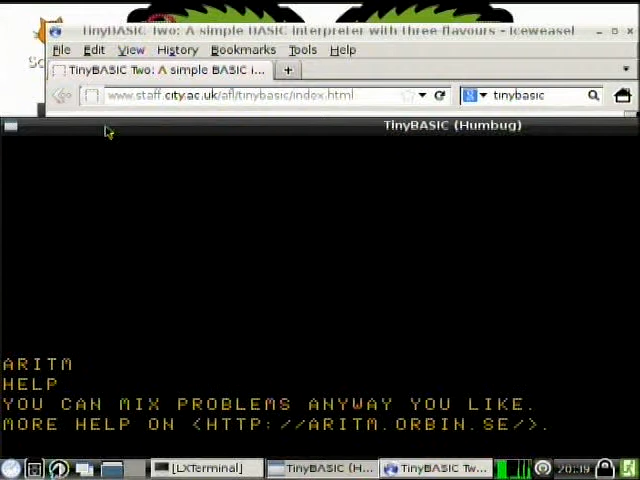 TinyBASIC Two: A simple BASIC interpreter with three flavours - Iceweasel
File Edit View History Bookmarks Tools Help
TinyBASIC Two: A simple BASIC i...
www.staff.city.ac.uk/afl/tinybasic/index.html tinybasic
TinyBASIC (Humbug)
ARITM
HELP
YOU CAN MIX PROBLEMS ANYWAY YOU LIKE.
MORE HELP ON <HTTP://ARITM.ORBIN.SE/>.
[LXTerminal] TinyBASIC (H... TinyBASIC Tw... 20:39